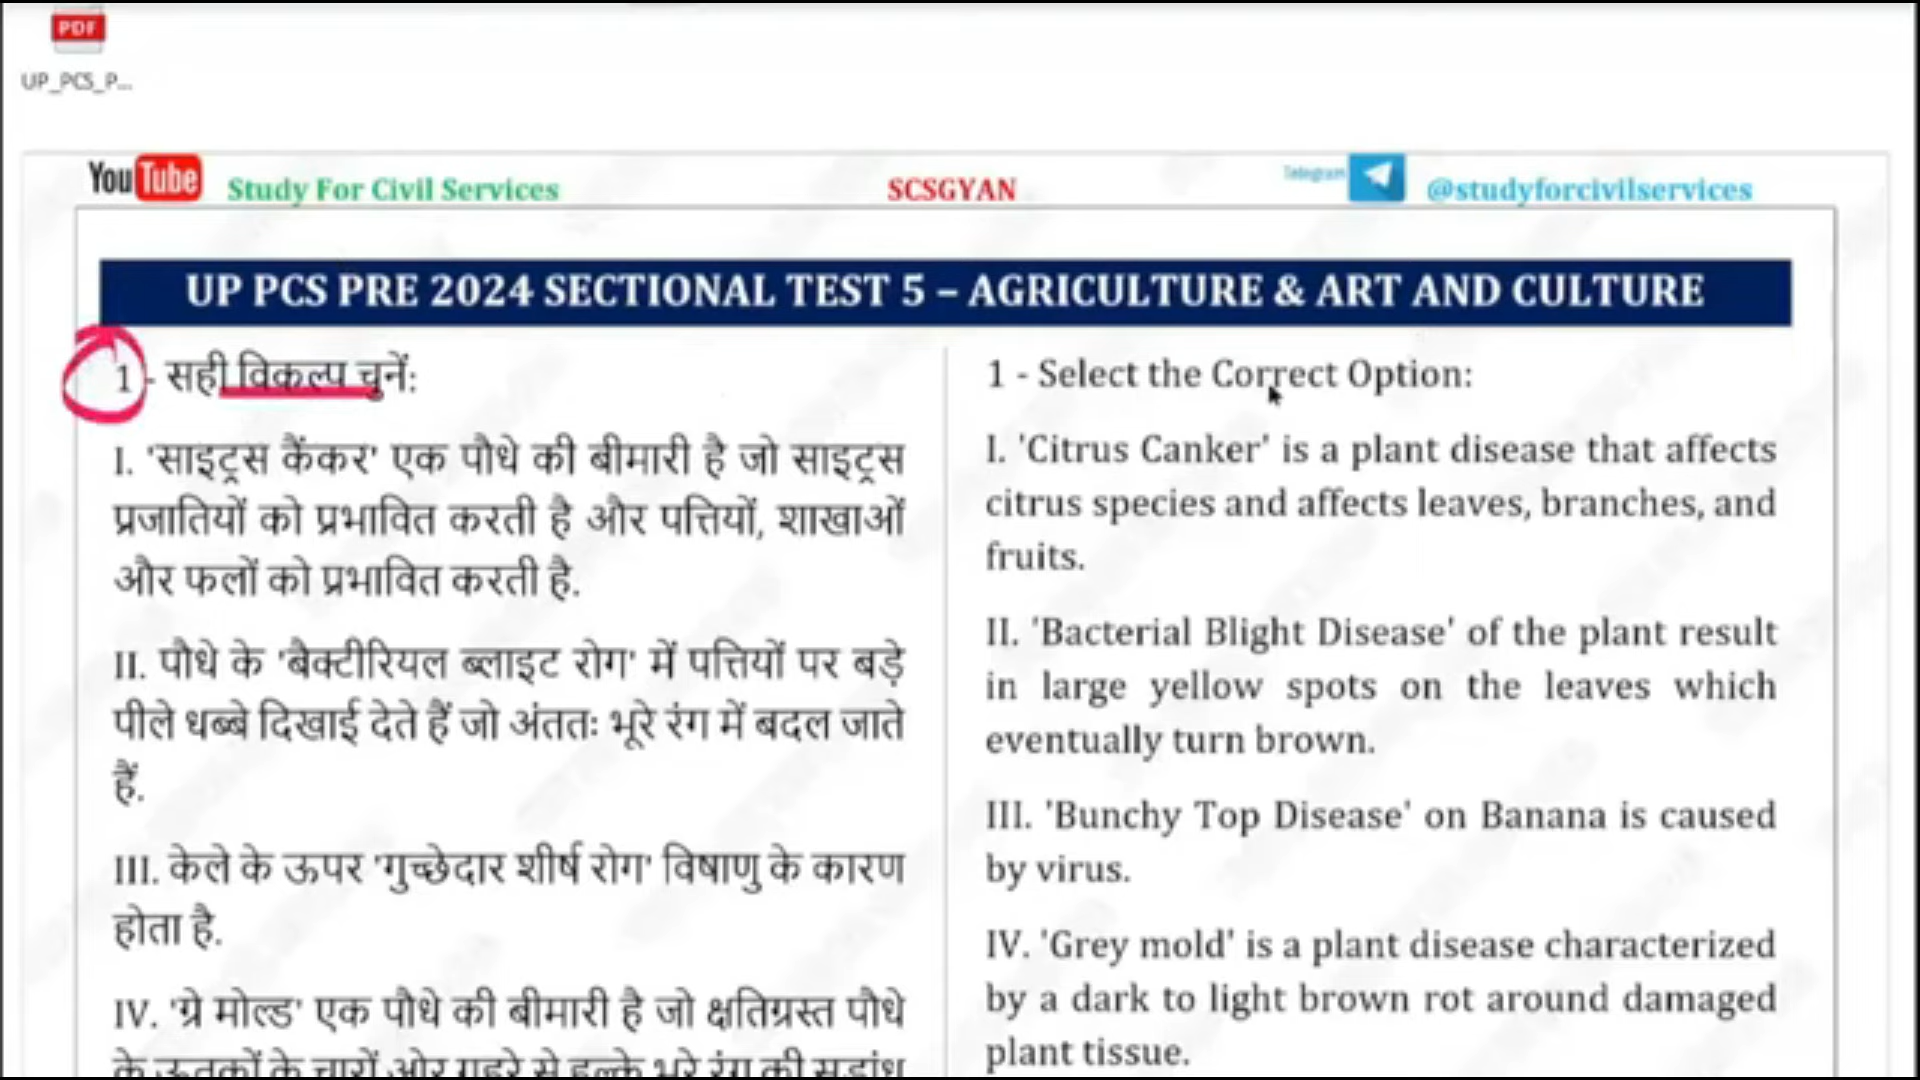 PDF
UP_PCS_P...
YouTube Study For Civil Services SCSGYAN Telegram @studyforcivilservices
UP PCS PRE 2024 SECTIONAL TEST 5 – AGRICULTURE & ART AND CULTURE
1 - सही विकल्प चुनें:
I. 'साइट्रस कैंकर' एक पौधे की बीमारी है जो साइट्रस
प्रजातियों को प्रभावित करती है और पत्तियों, शाखाओं
और फलों को प्रभावित करती है.
II. पौधे के 'बैक्टीरियल ब्लाइट रोग' में पत्तियों पर बड़े
पीले धब्बे दिखाई देते हैं जो अंततः भूरे रंग में बदल जाते
हैं.
III. केले के ऊपर 'गुच्छेदार शीर्ष रोग' विषाणु के कारण
होता है.
IV. 'ग्रे मोल्ड' एक पौधे की बीमारी है जो क्षतिग्रस्त पौधे
के ऊतकों के चारों ओर गहरे से हल्के भूरे रंग की सड़ांध
1 - Select the Correct Option:
I. 'Citrus Canker' is a plant disease that affects
citrus species and affects leaves, branches, and
fruits.
II. 'Bacterial Blight Disease' of the plant result
in large yellow spots on the leaves which
eventually turn brown.
III. 'Bunchy Top Disease' on Banana is caused
by virus.
IV. 'Grey mold' is a plant disease characterized
by a dark to light brown rot around damaged
plant tissue.